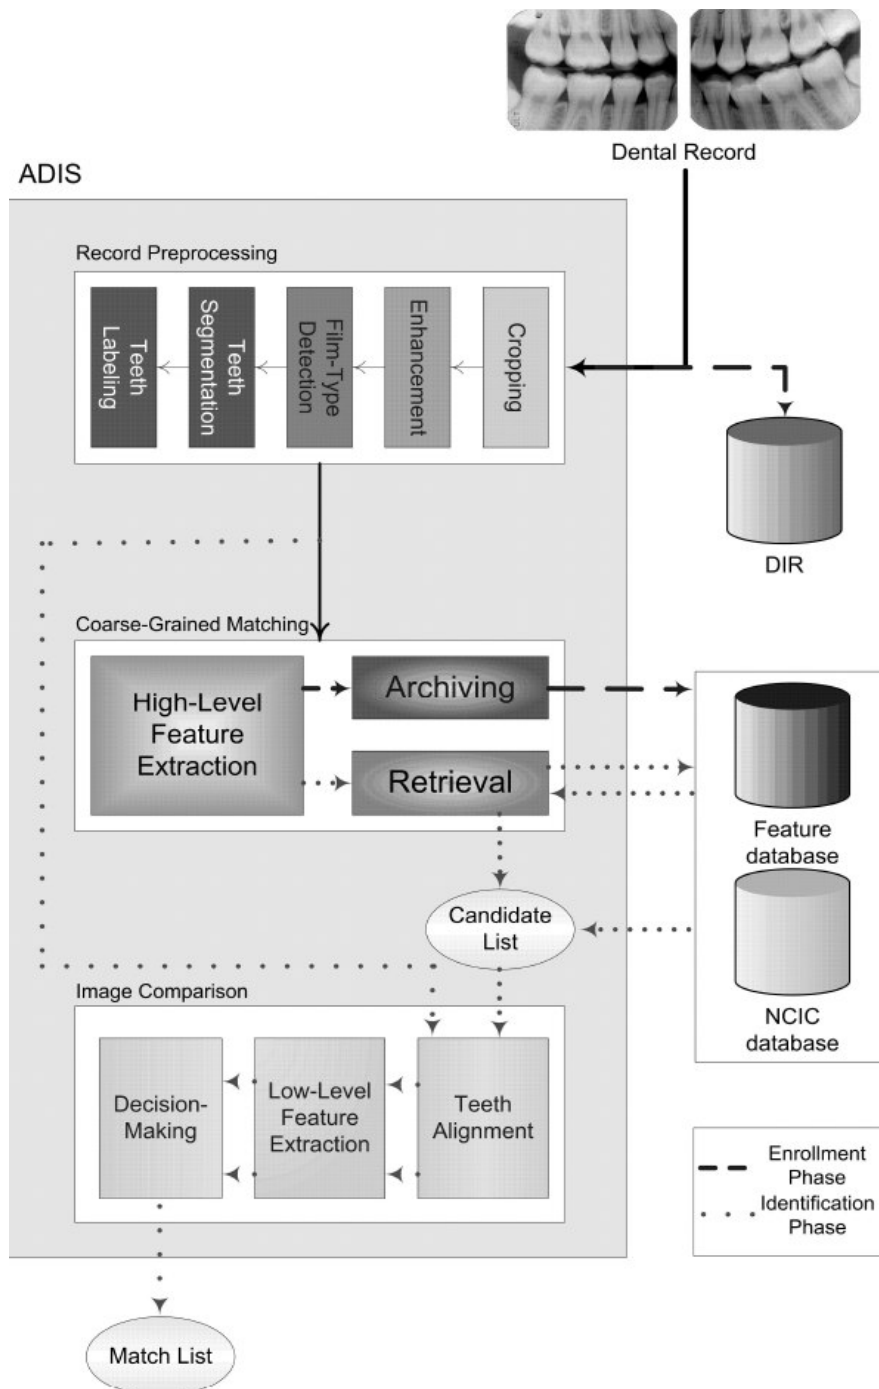 Dental Record
ADIS
Record Preprocessing
Teeth
Labeling
Teeth
Segmentation
Film-Type
Detection
Enhancement
Cropping
DIR
Coarse-Grained Matching
High-Level
Feature
Extraction
Archiving
Retrieval
Feature
database
Candidate
List
NCIC
database
Image Comparison
Decision-
Making
Low-Level
Feature
Extraction
Teeth
Alignment
Enrollment
Phase
Identification
Phase
Match List